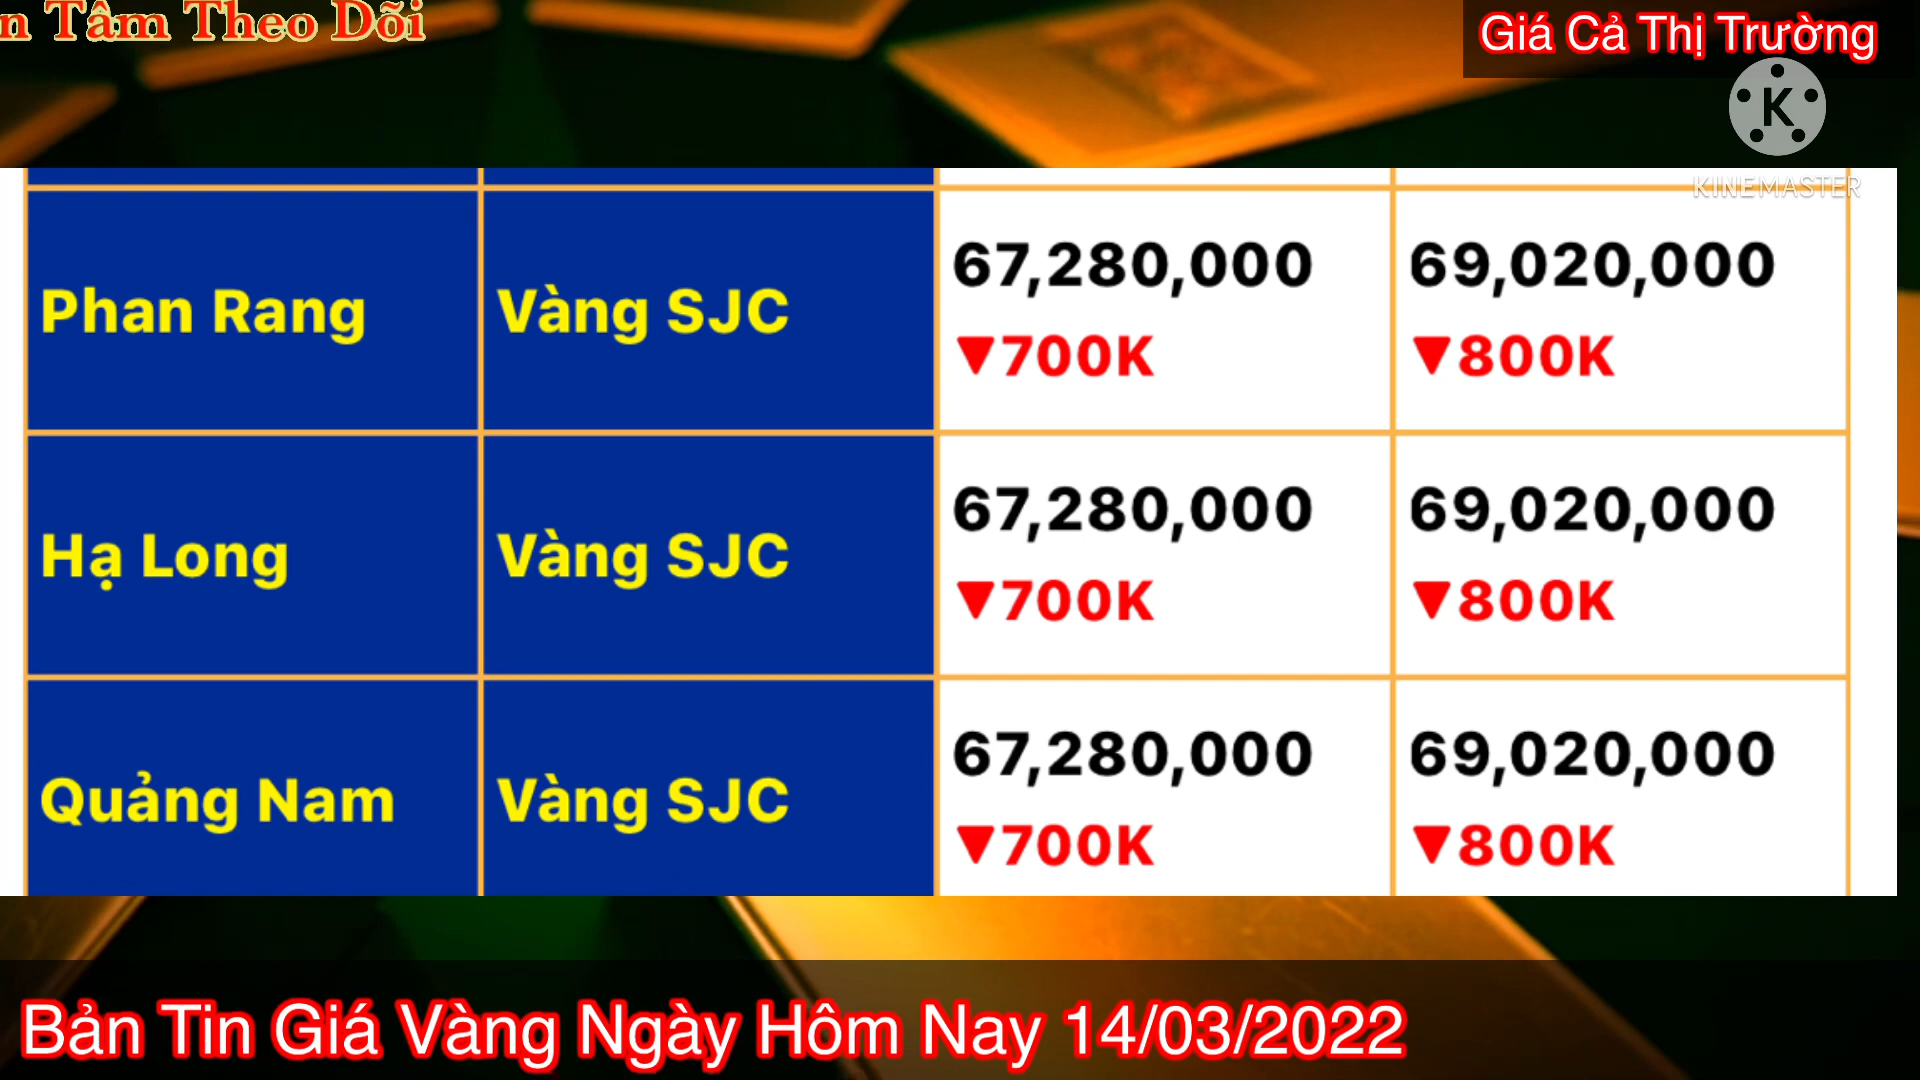 n Tâm Theo Dõi
Giá Cả Thị Trường
K
KINEMASTER
Phan Rang
Vàng SJC
67,280,000
▼700K
69,020,000
▼800K
Hạ Long
Vàng SJC
67,280,000
▼700K
69,020,000
▼800K
Quảng Nam
Vàng SJC
67,280,000
▼700K
69,020,000
▼800K
Bản Tin Giá Vàng Ngày Hôm Nay 14/03/2022